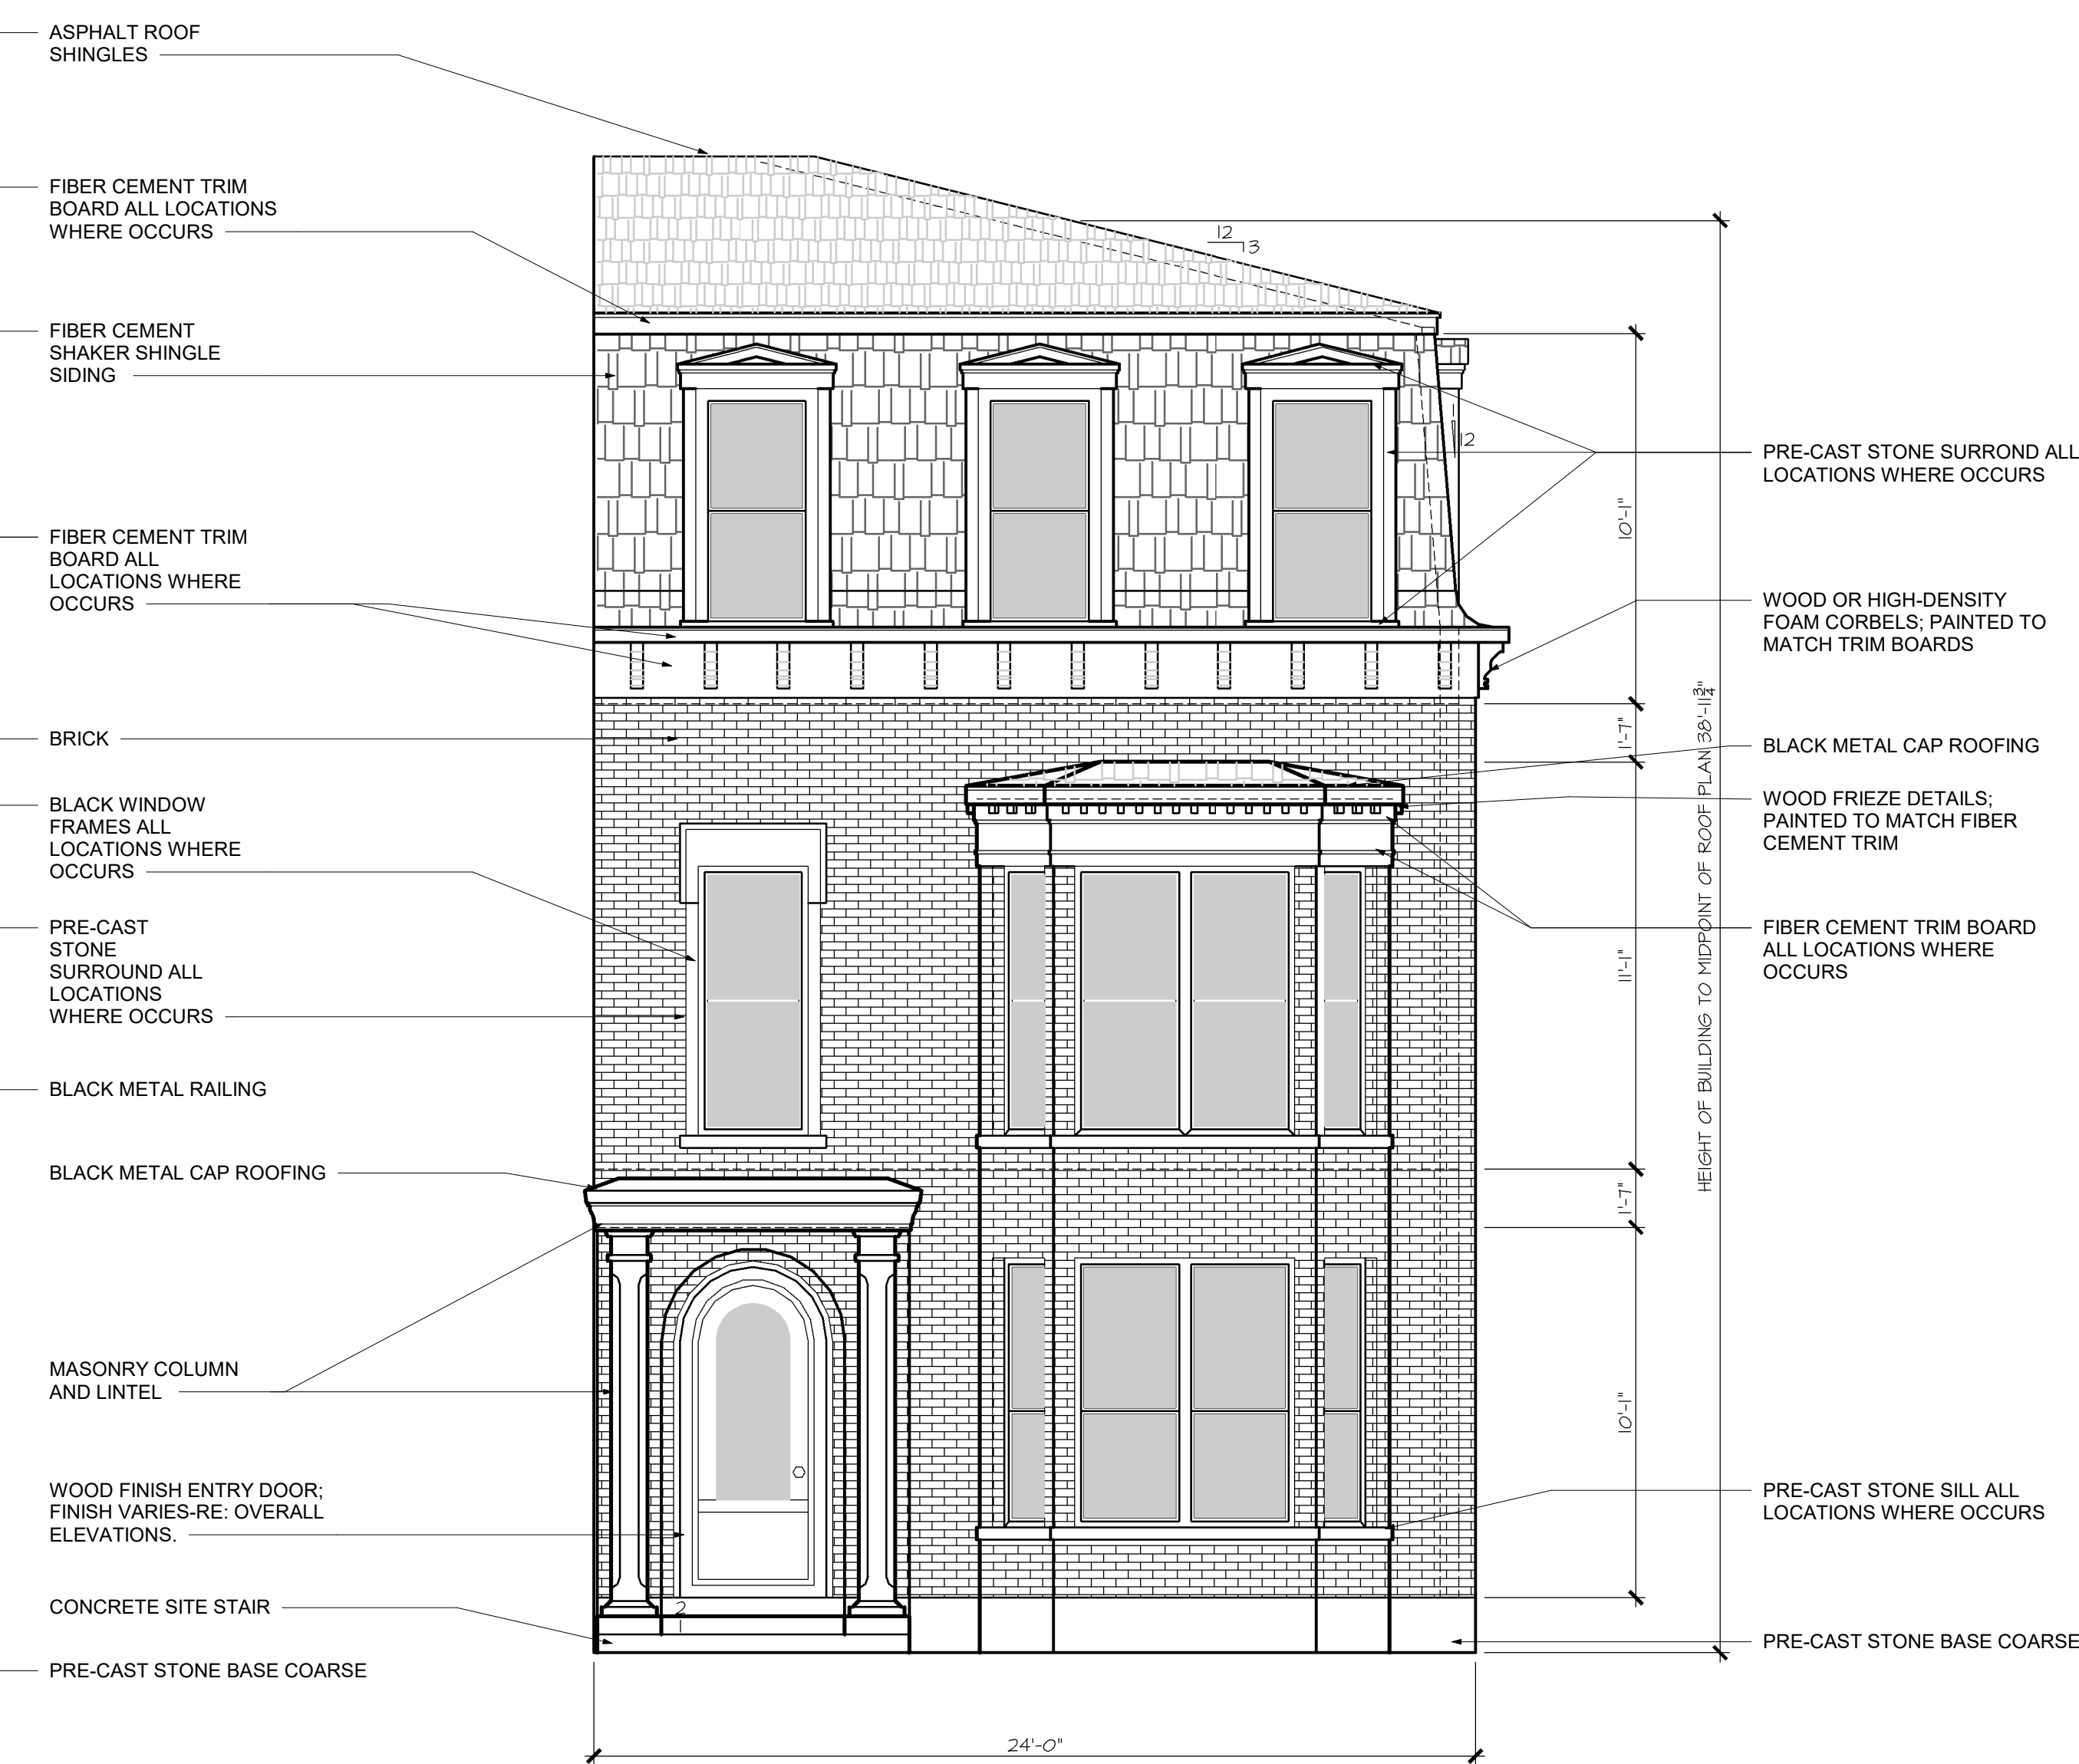 ASPHALT ROOF
SHINGLES
FIBER CEMENT TRIM
BOARD ALL LOCATIONS
WHERE OCCURS
FIBER CEMENT
SHAKER SHINGLE
SIDING
FIBER CEMENT TRIM
BOARD ALL
LOCATIONS WHERE
OCCURS
BRICK
BLACK WINDOW
FRAMES ALL
LOCATIONS WHERE
OCCURS
PRE-CAST
STONE
SURROUND ALL
LOCATIONS
WHERE OCCURS
BLACK METAL RAILING
BLACK METAL CAP ROOFING
MASONRY COLUMN
AND LINTEL
WOOD FINISH ENTRY DOOR;
FINISH VARIES-RE: OVERALL
ELEVATIONS.
CONCRETE SITE STAIR
PRE-CAST STONE BASE COARSE
12
3
12
2
24'-0"
10'-1"
1'-7"
11'-1"
1'-7"
10'-1"
HEIGHT OF BUILDING TO MIDPOINT OF ROOF PLAN 38'-11¾"
PRE-CAST STONE SURROND ALL
LOCATIONS WHERE OCCURS
WOOD OR HIGH-DENSITY
FOAM CORBELS; PAINTED TO
MATCH TRIM BOARDS
BLACK METAL CAP ROOFING
WOOD FRIEZE DETAILS;
PAINTED TO MATCH FIBER
CEMENT TRIM
FIBER CEMENT TRIM BOARD
ALL LOCATIONS WHERE
OCCURS
PRE-CAST STONE SILL ALL
LOCATIONS WHERE OCCURS
PRE-CAST STONE BASE COARSE